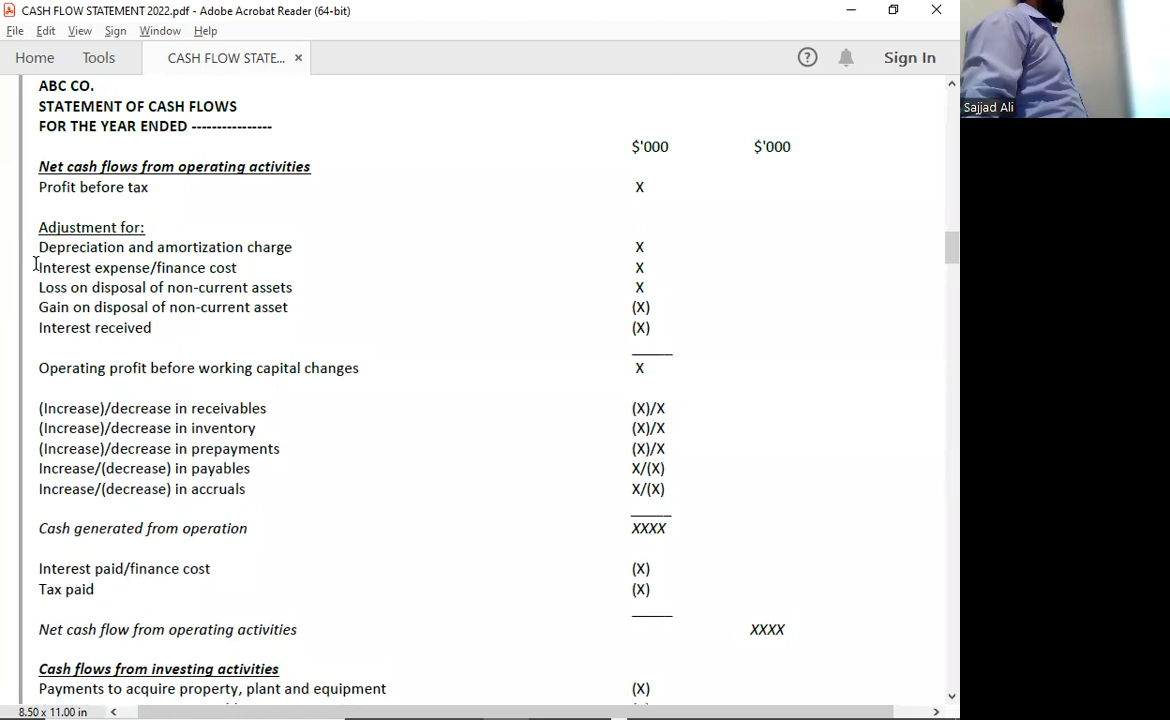 CASH FLOW STATEMENT 2022.pdf - Adobe Acrobat Reader (64-bit)
File Edit View Sign Window Help
Home Tools CASH FLOW STATE... × ? Sign In
ABC CO.
STATEMENT OF CASH FLOWS
FOR THE YEAR ENDED ----------------
$'000 $'000
Net cash flows from operating activities
Profit before tax X
Adjustment for:
Depreciation and amortization charge X
Interest expense/finance cost X
Loss on disposal of non-current assets X
Gain on disposal of non-current asset (X)
Interest received (X)
Operating profit before working capital changes X
(Increase)/decrease in receivables (X)/X
(Increase)/decrease in inventory (X)/X
(Increase)/decrease in prepayments (X)/X
Increase/(decrease) in payables X/(X)
Increase/(decrease) in accruals X/(X)
Cash generated from operation XXXX
Interest paid/finance cost (X)
Tax paid (X)
Net cash flow from operating activities XXXX
Cash flows from investing activities
Payments to acquire property, plant and equipment (X)
8.50 x 11.00 in
Sajjad Ali